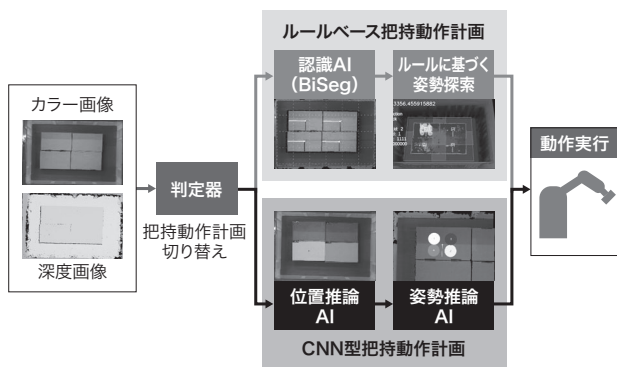 ルールベース把持動作計画
認識AI
（BiSeg）
ルールに基づく
姿勢探索
3356.455915882
カラー画像
深度画像
判定器
把持動作計画
切り替え
動作実行
位置推論
AI
姿勢推論
AI
CNN型把持動作計画